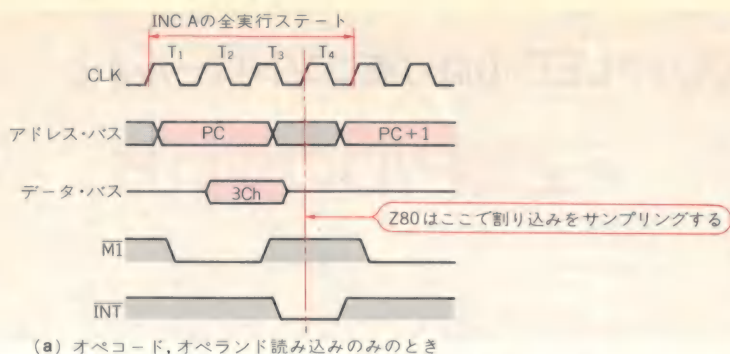 INC Aの全実行ステート
T₁ T₂ T₃ T₄
CLK
アドレス・バス PC PC+1
データ・バス 3Ch
Z80はここで割り込みをサンプリングする
M1
INT
(a) オペコード,オペランド読み込みのみのとき